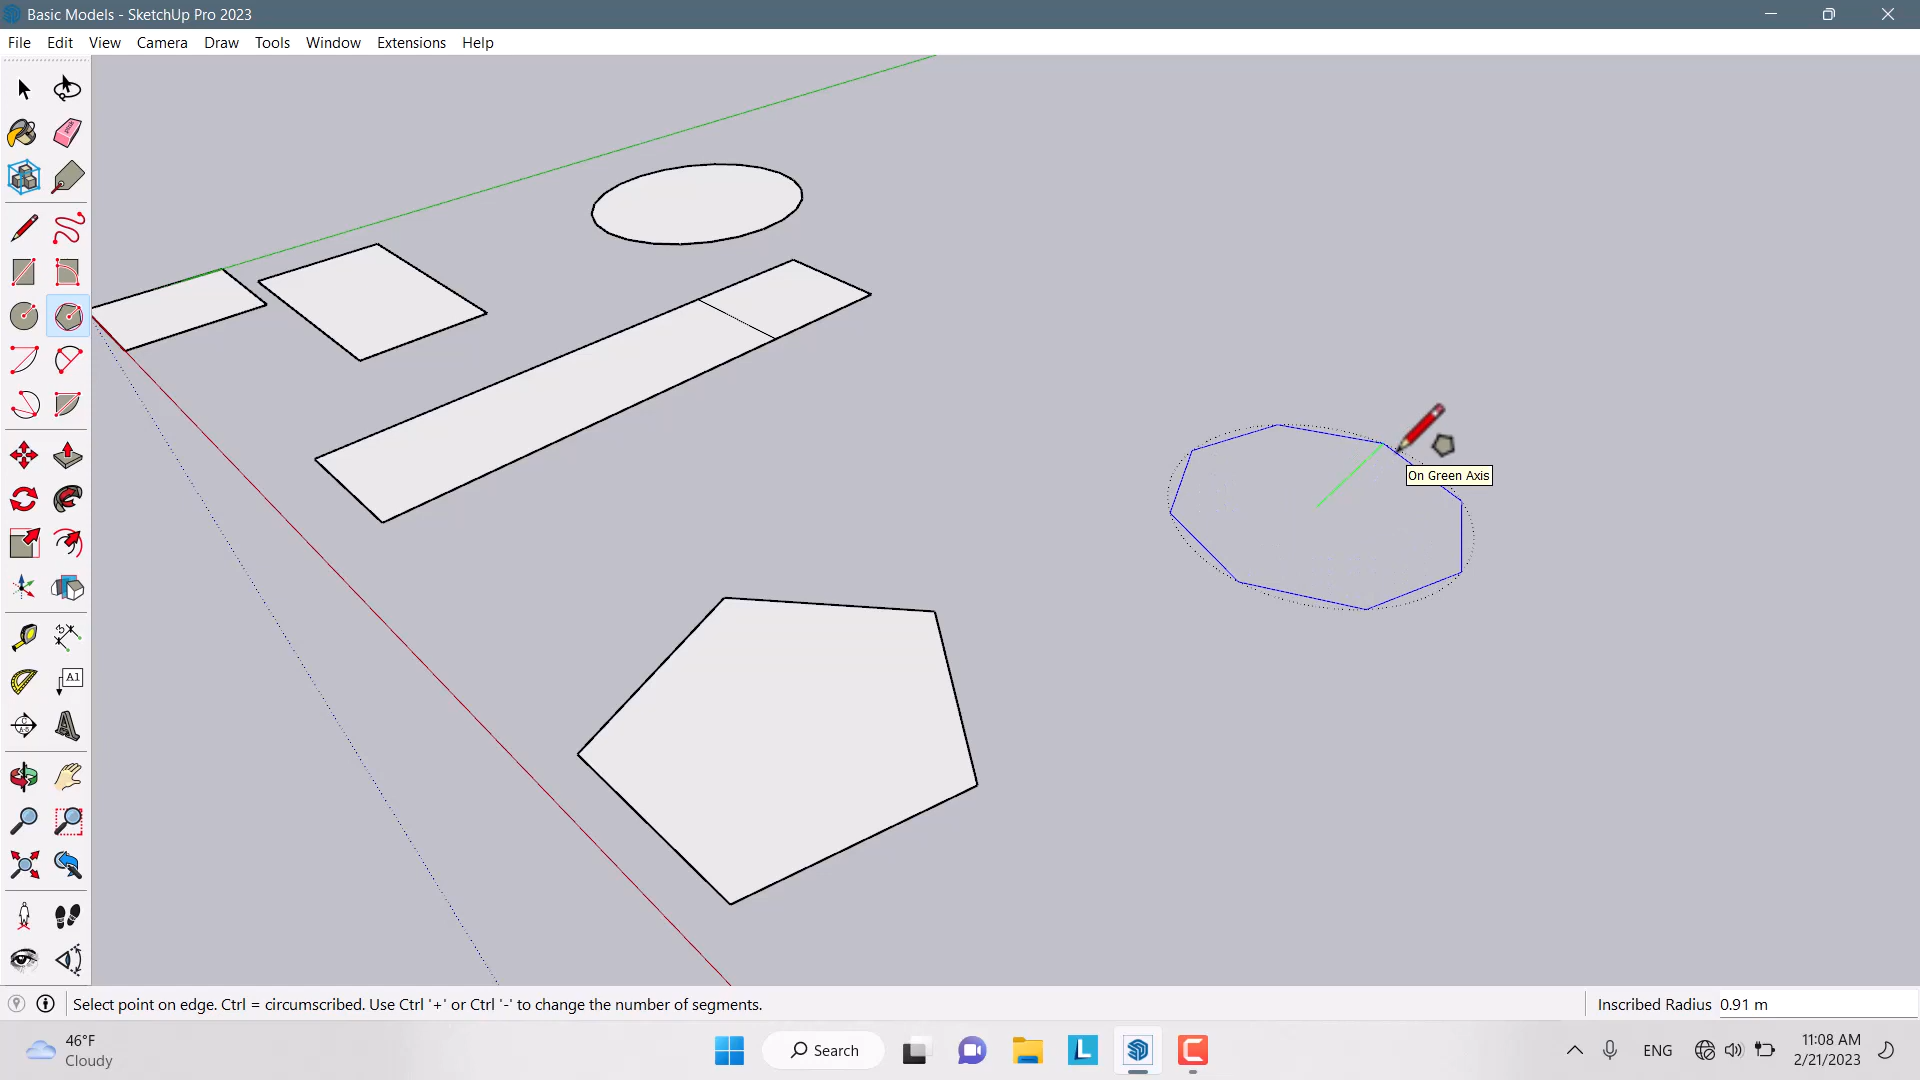 Basic Models - SketchUp Pro 2023
File Edit View Camera Draw Tools Window Extensions Help
A1
On Green Axis
Select point on edge. Ctrl = circumscribed. Use Ctrl '+' or Ctrl '-' to change the number of segments.
Inscribed Radius 0.91 m
46°F
Cloudy
Search
ENG
11:08 AM
2/21/2023